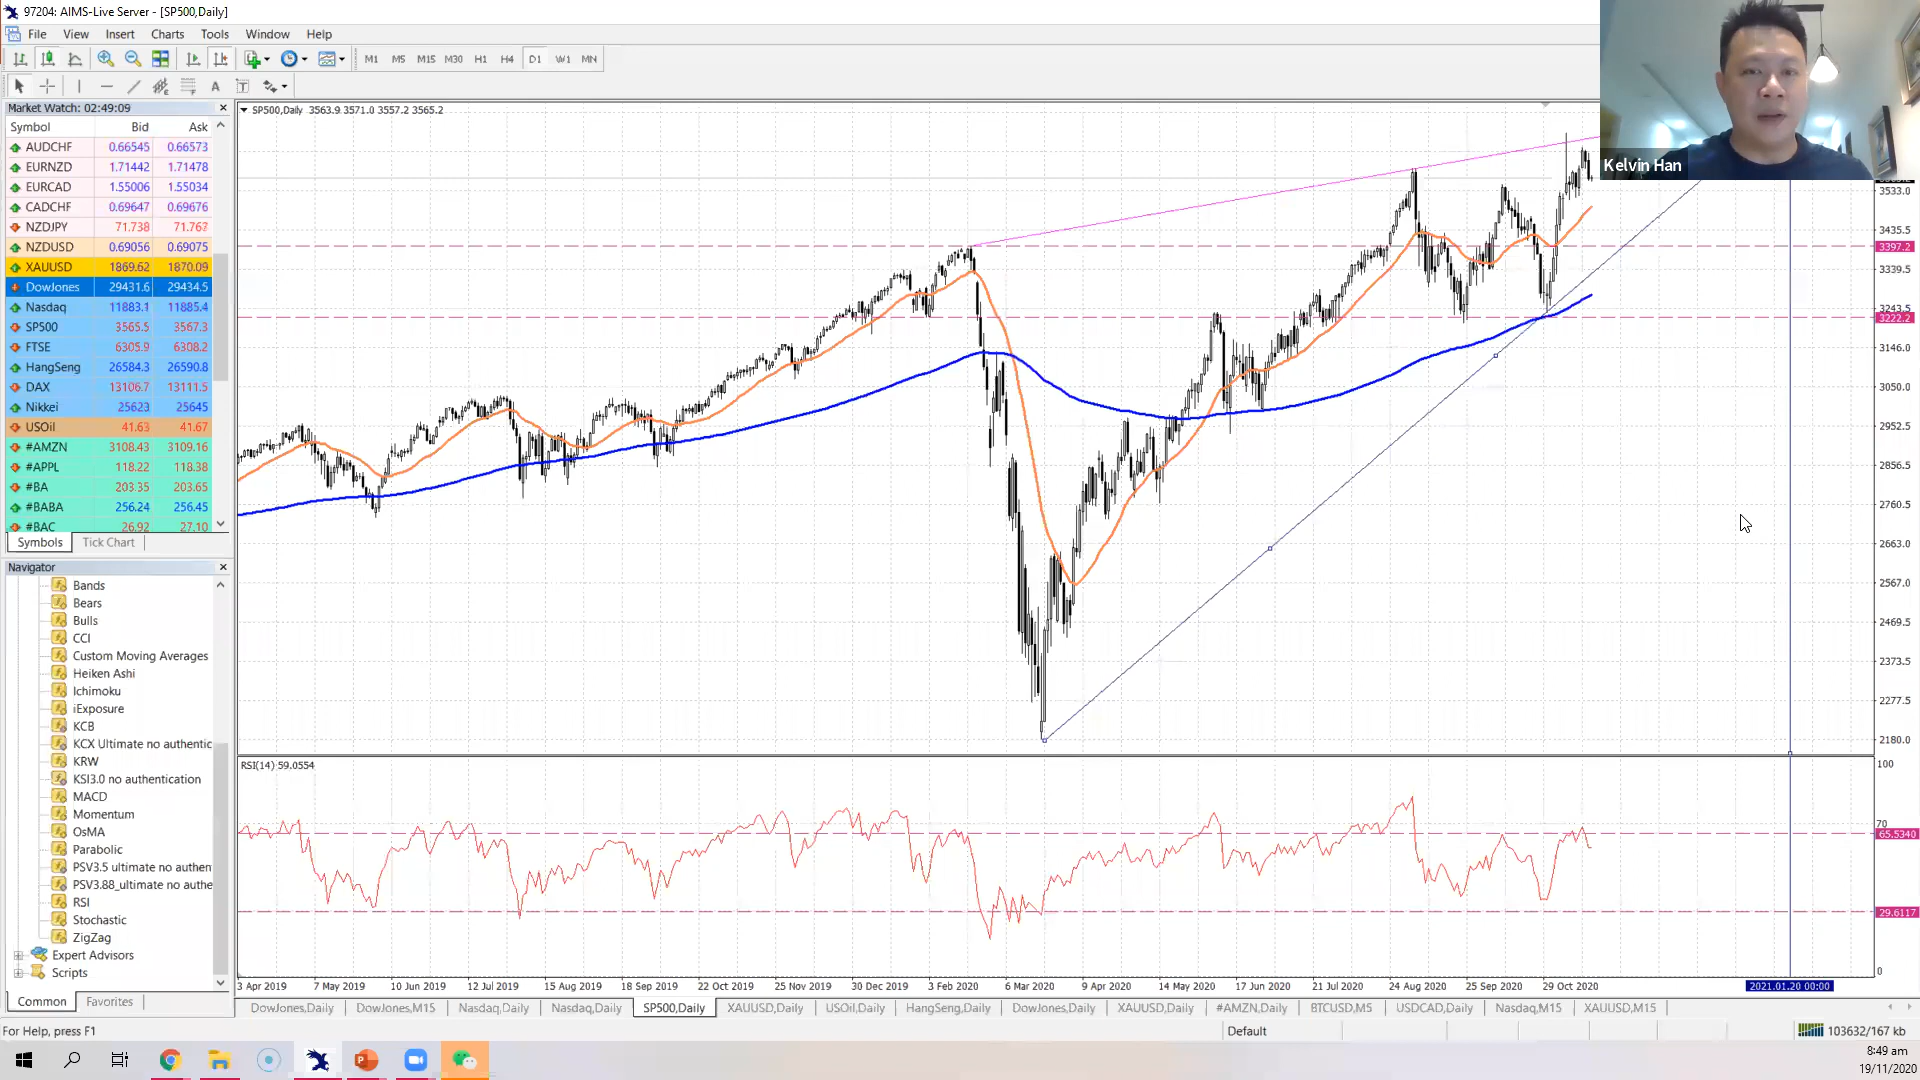 97204: AIMS-Live Server - [SP500,Daily]
File View Insert Charts Tools Window Help
M1 M5 M15 M30 H1 H4 D1 W1 MN
A T
Market Watch: 02:49:09
Symbol Bid Ask
AUDCHF 0.66545 0.66573
EURNZD 1.71442 1.71478
EURCAD 1.55006 1.55034
CADCHF 0.69647 0.69676
NZDJPY 71.738 71.767
NZDUSD 0.69056 0.69075
XAUUSD 1869.62 1870.09
DowJones 29431.6 29434.5
Nasdaq 11883.1 11885.4
SP500 3565.5 3567.3
FTSE 6305.9 6308.2
HangSeng 26584.3 26590.8
DAX 13106.7 13111.5
Nikkei 25623 25645
USOil 41.63 41.67
#AMZN 3108.43 3109.16
#APPL 118.22 118.38
#BA 203.35 203.65
#BABA 256.24 256.45
#BAC 26.92 27.10
Symbols Tick Chart
Navigator
Bands
Bears
Bulls
CCI
Custom Moving Averages
Heiken Ashi
Ichimoku
iExposure
KCB
KCX Ultimate no authentic
KRW
KSI3.0 no authentication
MACD
Momentum
OsMA
Parabolic
PSV3.5 ultimate no authen
PSV3.88_ultimate no authe
RSI
Stochastic
ZigZag
Expert Advisors
Scripts
Common Favorites
SP500,Daily 3563.9 3571.0 3557.2 3565.2
Kelvin Han
3533.0
3435.5
3397.2
3339.5
3243.5
3222.2
3146.0
3050.0
2952.5
2856.5
2760.5
2663.0
2567.0
2469.5
2373.5
2277.5
2180.0
RSI(14) 59.0554
100
70
65.5340
29.6117
0
3 Apr 2019 7 May 2019 10 Jun 2019 12 Jul 2019 15 Aug 2019 18 Sep 2019 22 Oct 2019 25 Nov 2019 30 Dec 2019 3 Feb 2020 6 Mar 2020 9 Apr 2020 14 May 2020 17 Jun 2020 21 Jul 2020 24 Aug 2020 25 Sep 2020 29 Oct 2020 2021.01.20 00:00
DowJones,Daily DowJones,M15 Nasdaq,Daily Nasdaq,Daily SP500,Daily XAUUSD,Daily USOil,Daily HangSeng,Daily DowJones,Daily XAUUSD,Daily #AMZN,Daily BTCUSD,M5 USDCAD,Daily Nasdaq,M15 XAUUSD,M15
For Help, press F1
Default
103632/167 kb
8:49 am
19/11/2020